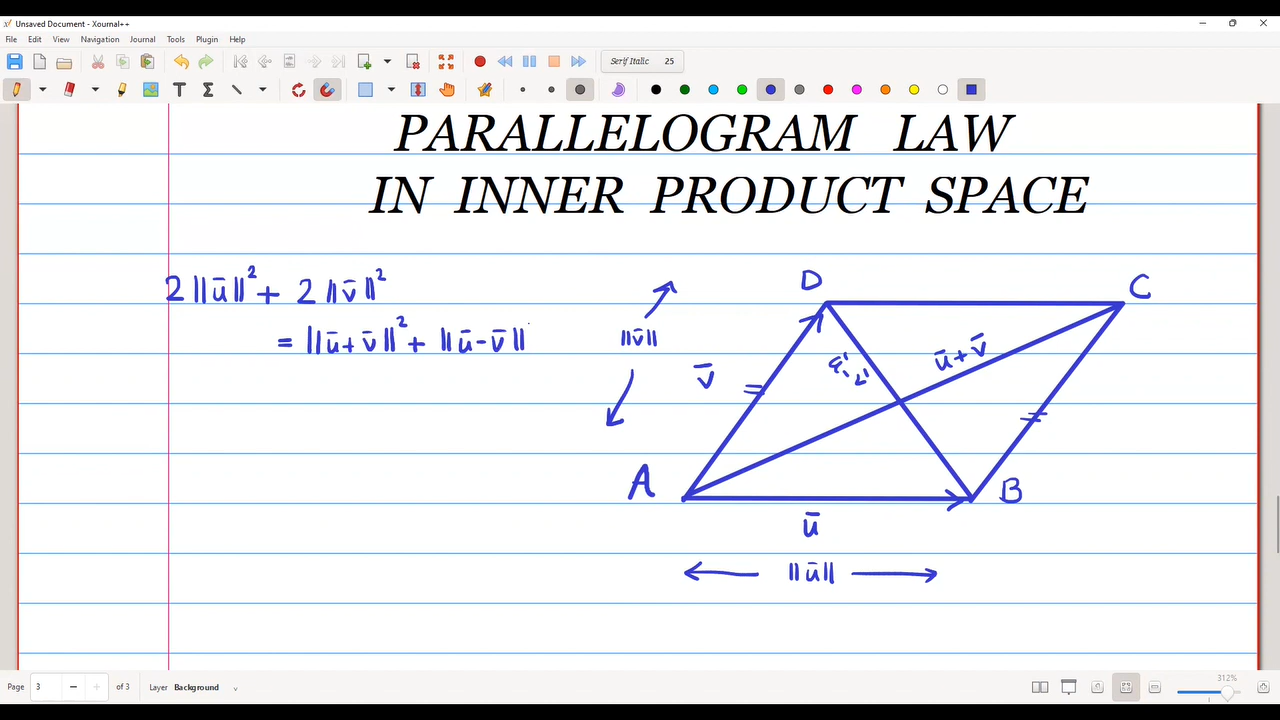 Unsaved Document - Xournal++
File Edit View Navigation Journal Tools Plugin Help
Serif Italic 25
PARALLELOGRAM LAW
IN INNER PRODUCT SPACE
2||ū||² + 2||v̄||²
= ||ū+v̄||² + ||ū-v̄||
D
C
||v̄||
v̄
ū-v̄
ū+v̄
A
B
ū
||ū||
312%
Page 3 of 3 Layer Background